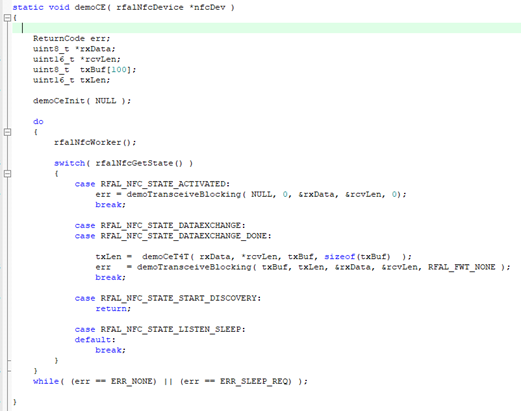 static void demoCE( rfalNfcDevice *nfcDev )
{
ReturnCode err;
uint8_t *rxData;
uint16_t *rcvLen;
uint8_t  txBuf[100];
uint16_t txLen;
demoCeInit( NULL );
do
{
rfalNfcWorker();
switch( rfalNfcGetState() )
{
case RFAL_NFC_STATE_ACTIVATED:
err = demoTransceiveBlocking( NULL, 0, &rxData, &rcvLen, 0);
break;
case RFAL_NFC_STATE_DATAEXCHANGE:
case RFAL_NFC_STATE_DATAEXCHANGE_DONE:
txLen =  demoCeT4T( rxData, *rcvLen, txBuf, sizeof(txBuf)  );
err   = demoTransceiveBlocking( txBuf, txLen, &rxData, &rcvLen, RFAL_FWT_NONE );
break;
case RFAL_NFC_STATE_START_DISCOVERY:
return;
case RFAL_NFC_STATE_LISTEN_SLEEP:
default:
break;
}
}
while( (err == ERR_NONE) || (err == ERR_SLEEP_REQ) );
}